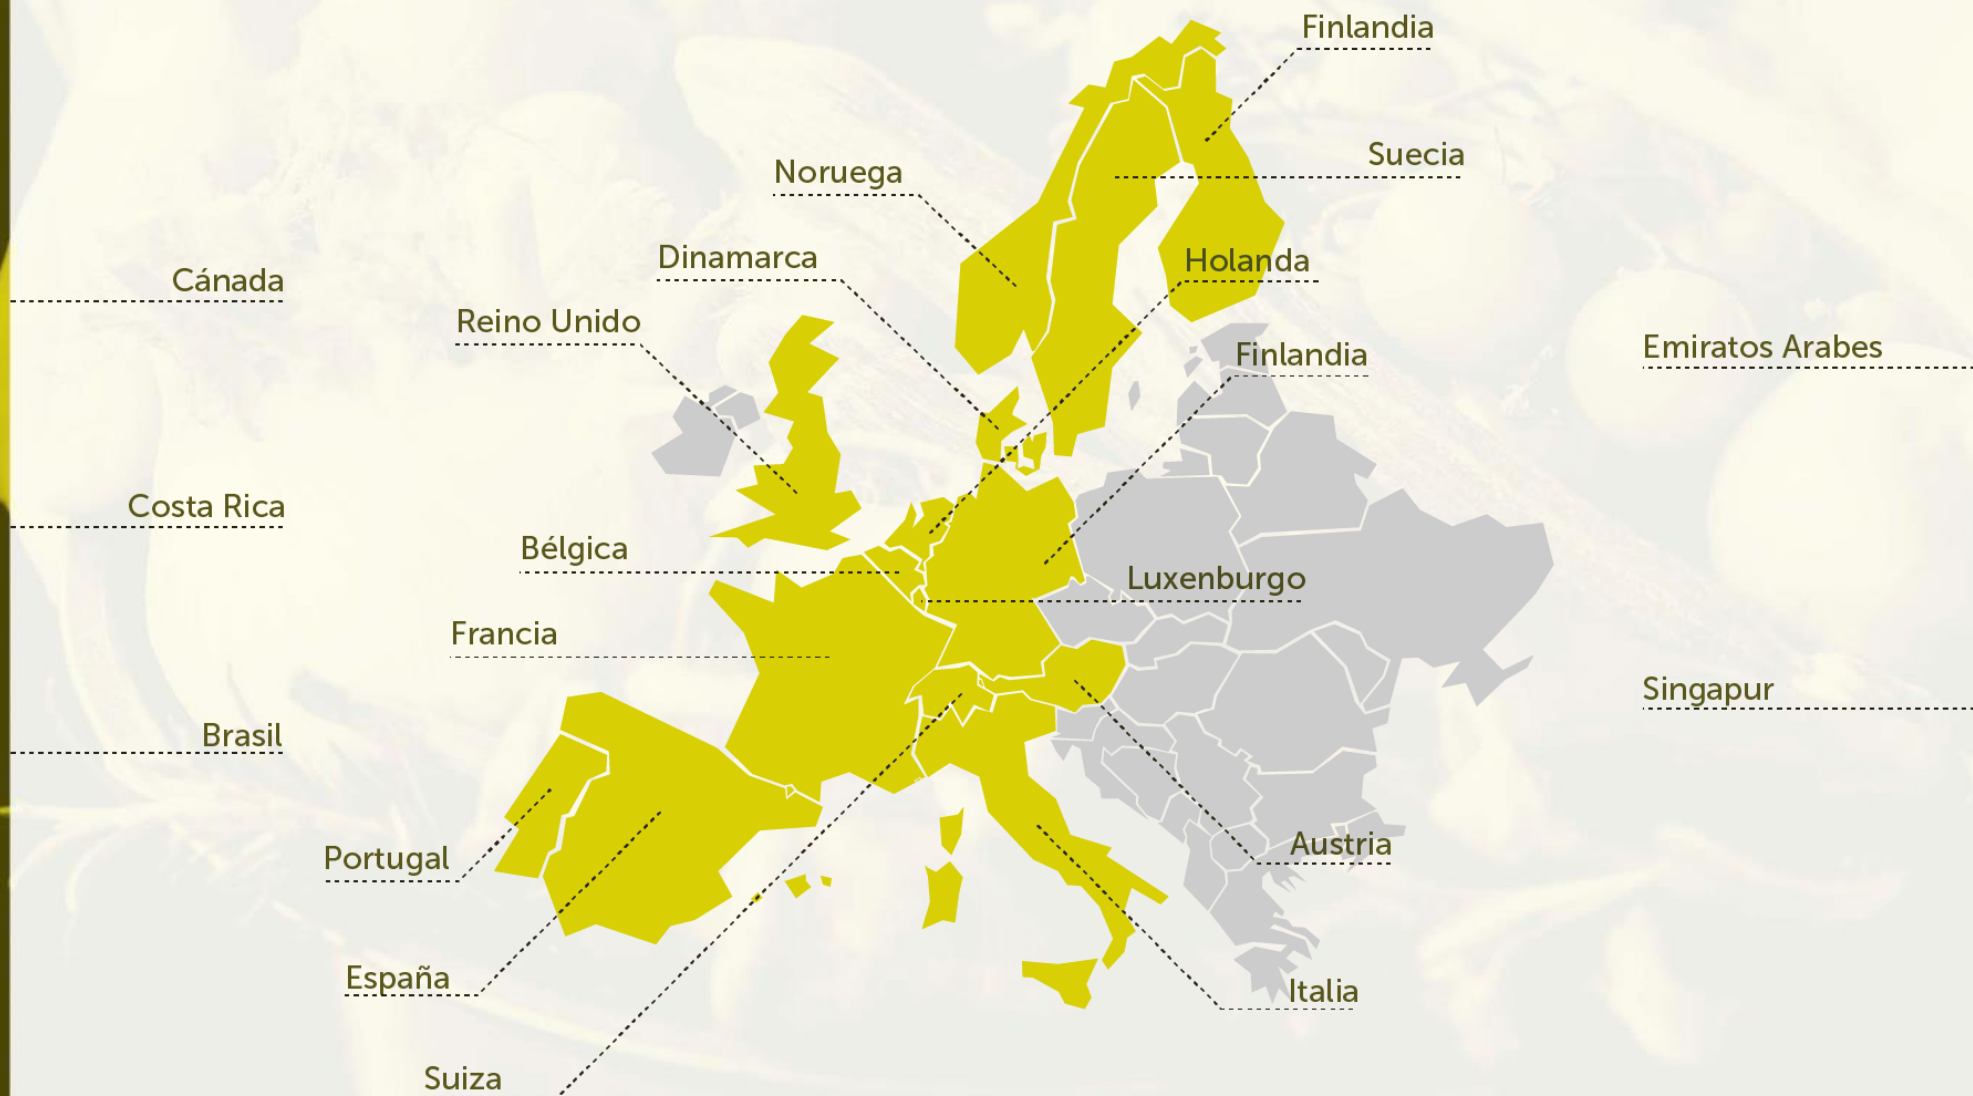 Finlandia
Suecia
Noruega
Dinamarca
Holanda
Cánada
Reino Unido
Finlandia
Emiratos Arabes
Costa Rica
Bélgica
Luxenburgo
Francia
Singapur
Brasil
Portugal
Austria
España
Italia
Suiza